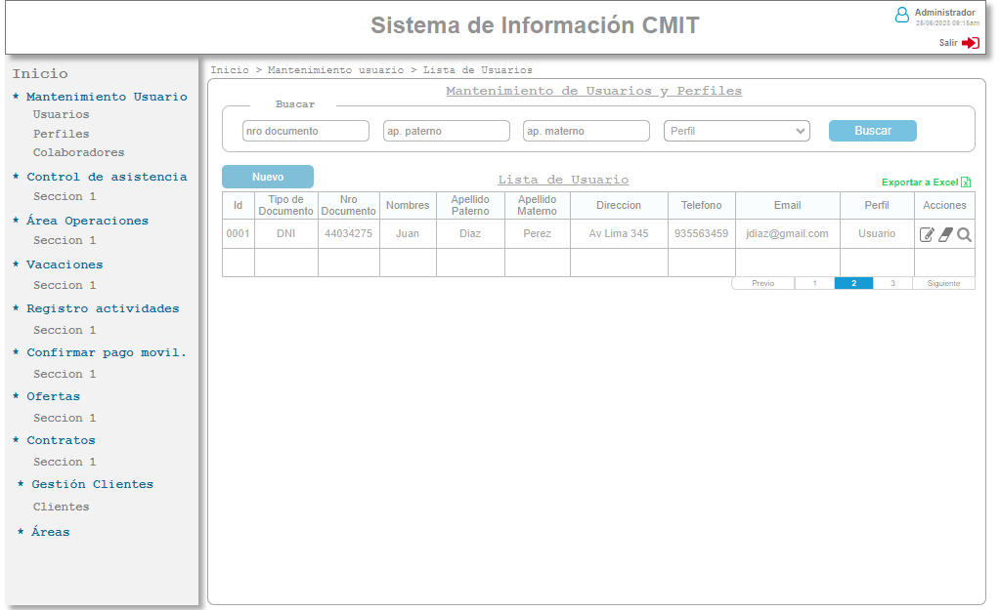 Sistema de Información CMIT
Administrador
26/06/2023 08:16am
Salir
Inicio
* Mantenimiento Usuario
Usuarios
Perfiles
Colaboradores
* Control de asistencia
Seccion 1
* Área Operaciones
Seccion 1
* Vacaciones
Seccion 1
* Registro actividades
Seccion 1
* Confirmar pago movil.
Seccion 1
* Ofertas
Seccion 1
* Contratos
Seccion 1
* Gestión Clientes
Clientes
* Áreas
Inicio > Mantenimiento usuario > Lista de Usuarios
Mantenimiento de Usuarios y Perfiles
Buscar
nro documento ap. paterno ap. materno Perfil Buscar
Nuevo
Lista de Usuario
Exportar a Excel
Id Tipo de Documento Nro Documento Nombres Apellido Paterno Apellido Materno Direccion Telefono Email Perfil Acciones
0001 DNI 44034275 Juan Diaz Perez Av Lima 345 935563459 jdiaz@gmail.com Usuario
Previo 1 2 3 Siguiente